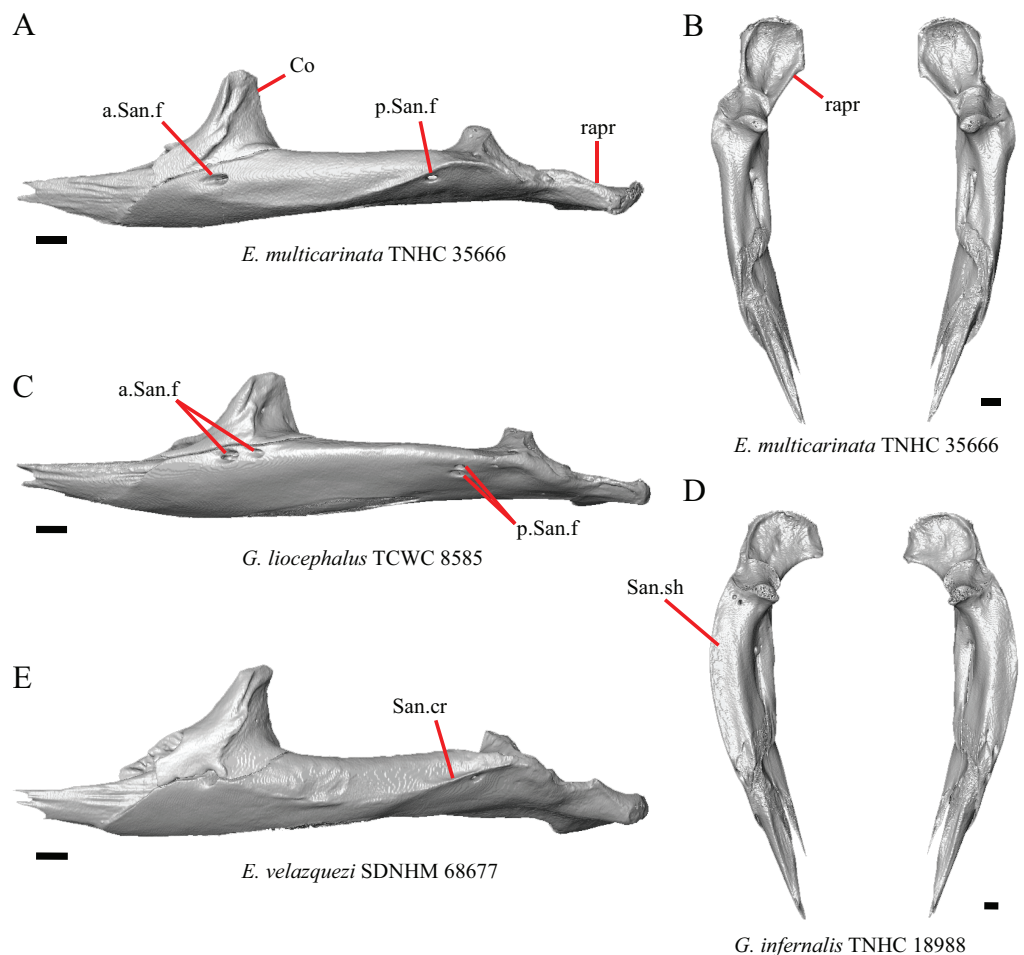 A
Co
a.San.f
p.San.f
rapr
E. multicarinata TNHC 35666
B
rapr
E. multicarinata TNHC 35666
C
a.San.f
p.San.f
G. liocephalus TCWC 8585
D
San.sh
G. infernalis TNHC 18988
E
San.cr
E. velazquezi SDNHM 68677